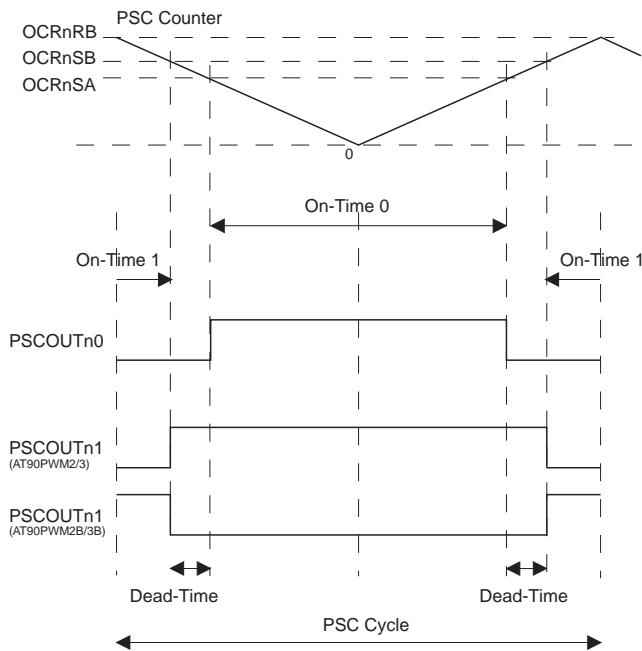 PSC Counter
OCRnRB
OCRnSB
OCRnSA
0
On-Time 0
On-Time 1
On-Time 1
PSCOUTn0
PSCOUTn1
(AT90PWM2/3)
PSCOUTn1
(AT90PWM2B/3B)
Dead-Time
Dead-Time
PSC Cycle